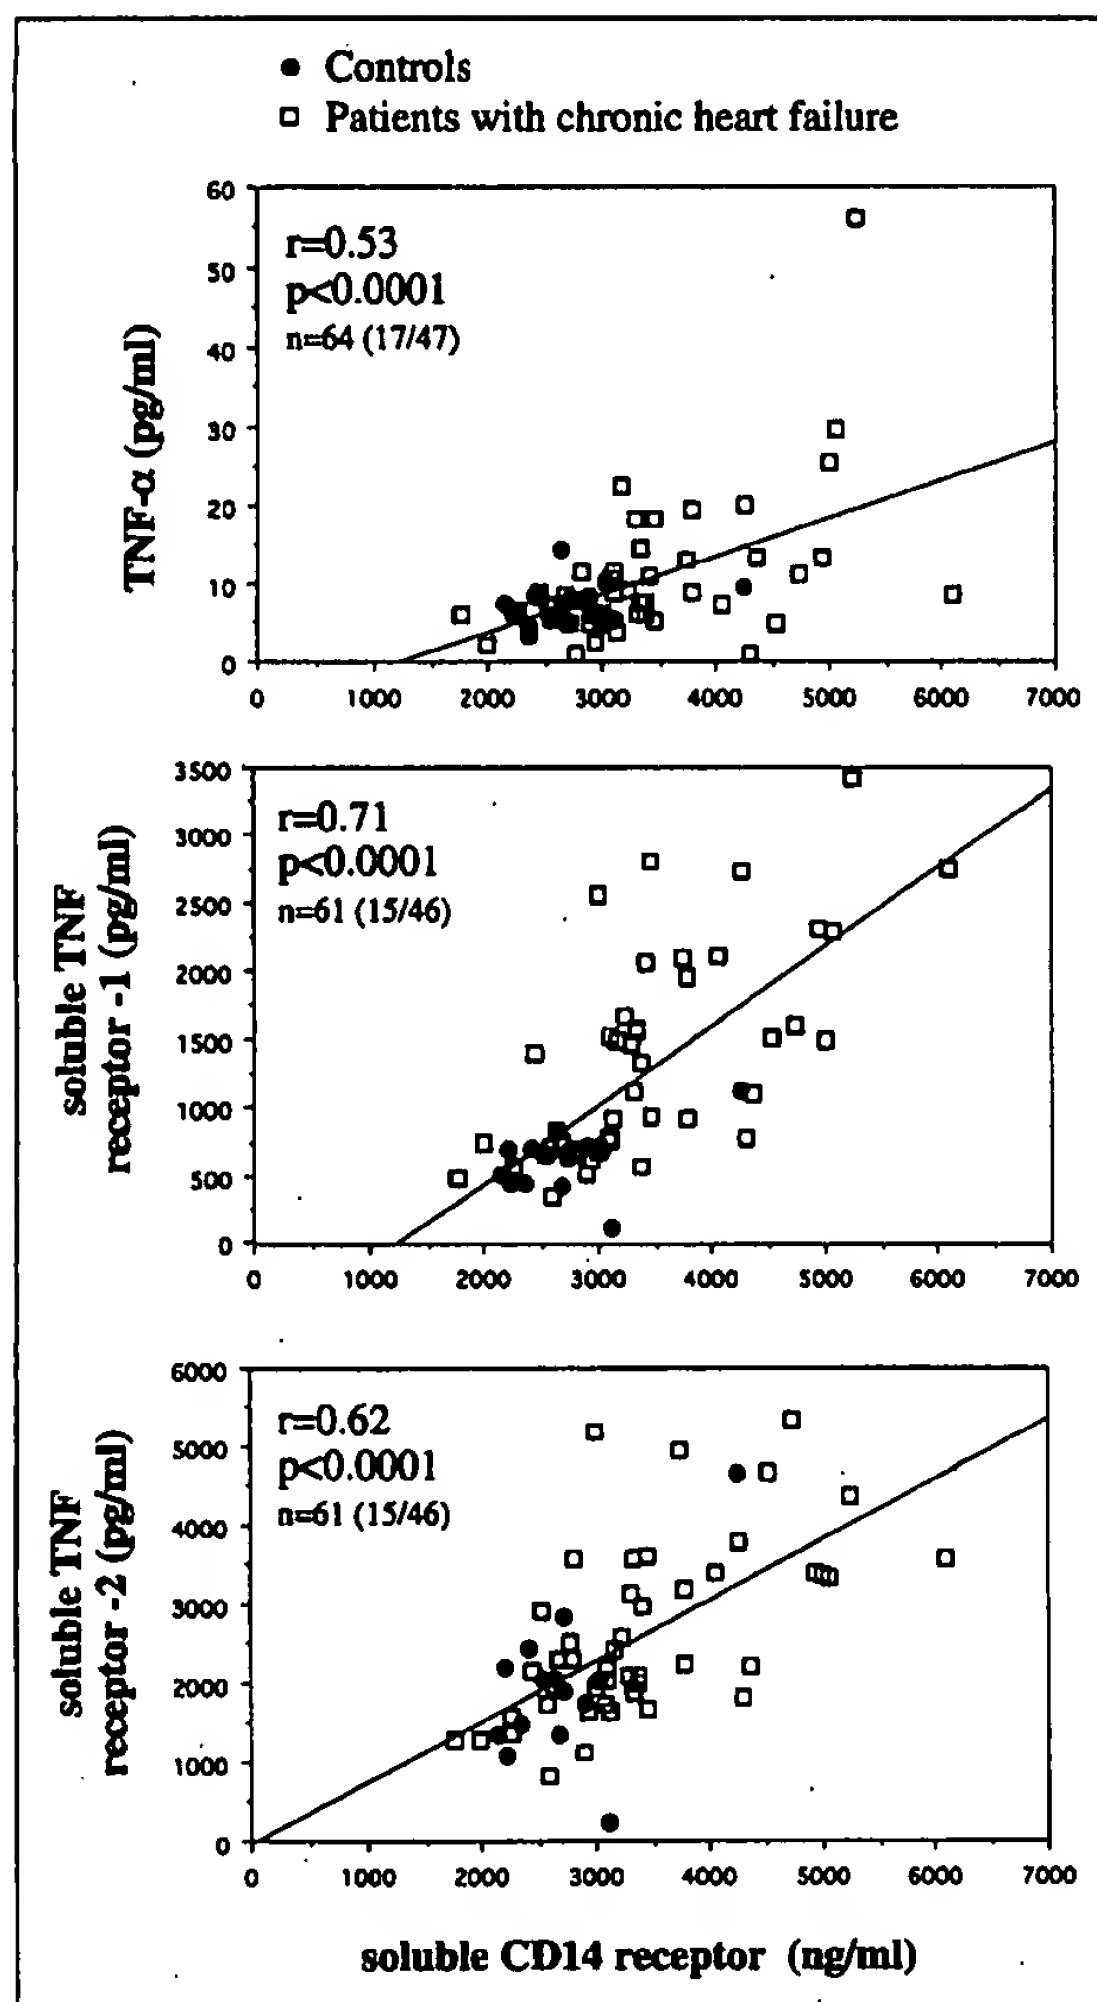 Controls
Patients with chronic heart failure
r=0.53
p<0.0001
n=64 (17/47)
TNF-α (pg/ml)
60
50
40
30
20
10
0
0 1000 2000 3000 4000 5000 6000 7000
r=0.71
p<0.0001
n=61 (15/46)
soluble TNF
receptor -1 (pg/ml)
3500
3000
2500
2000
1500
1000
500
0
0 1000 2000 3000 4000 5000 6000 7000
r=0.62
p<0.0001
n=61 (15/46)
soluble TNF
receptor -2 (pg/ml)
6000
5000
4000
3000
2000
1000
0
0 1000 2000 3000 4000 5000 6000 7000
soluble CD14 receptor (ng/ml)